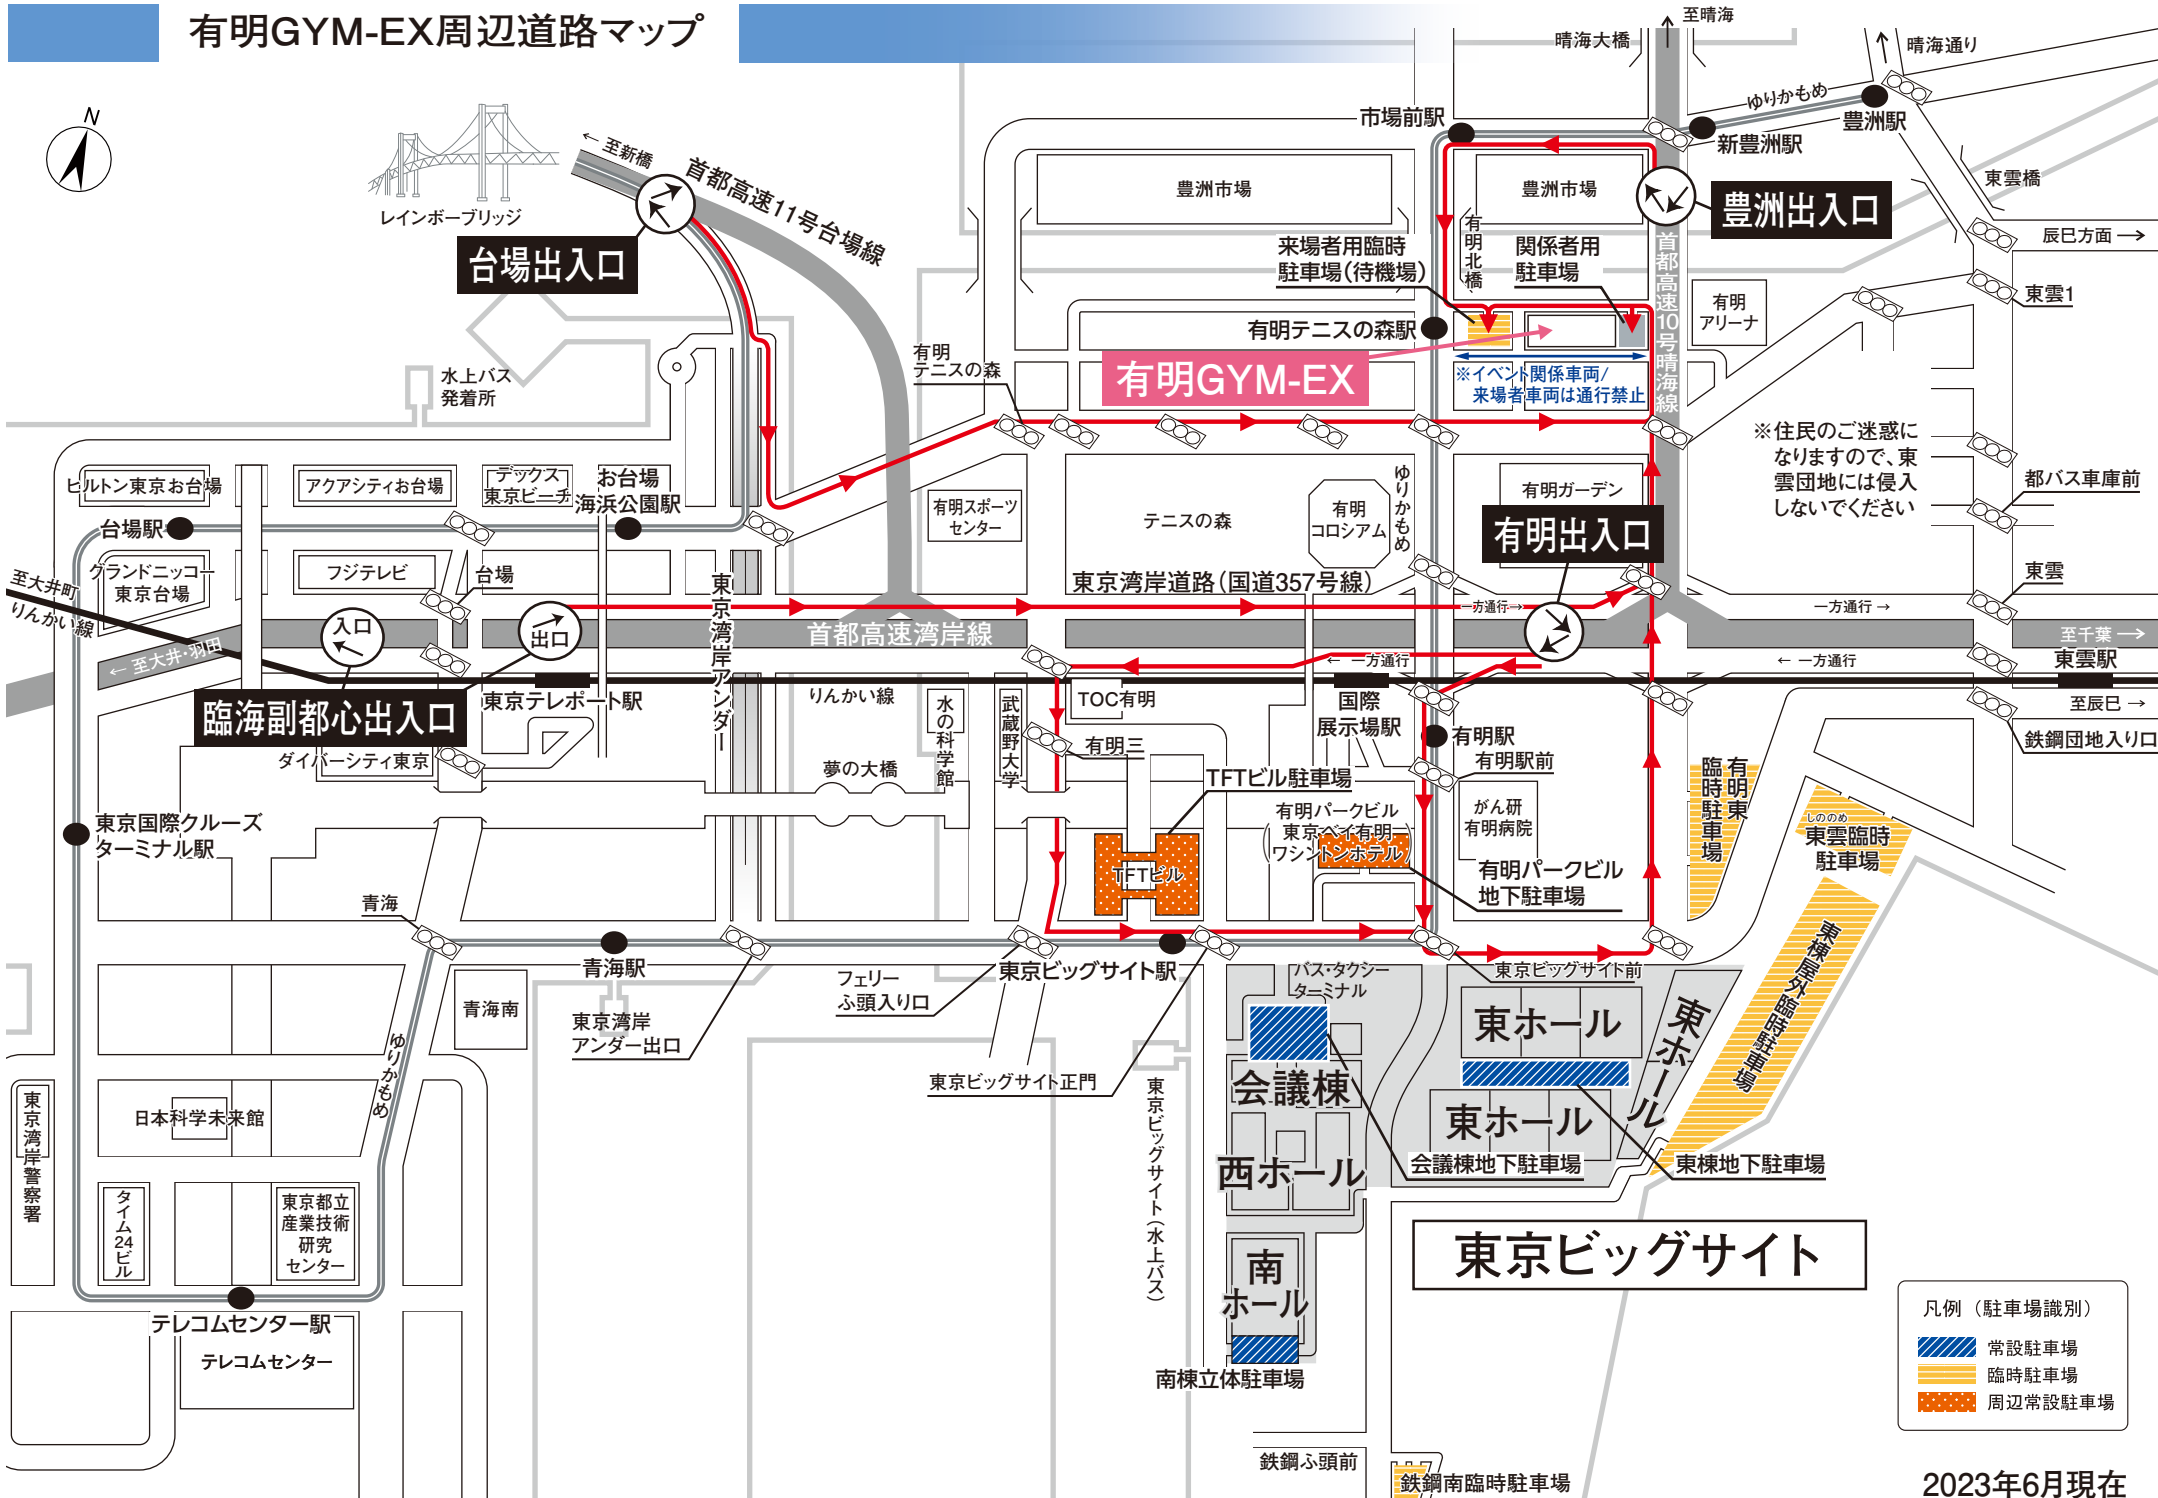 有明GYM-EX周辺道路マップ
至晴海
晴海大橋
晴海通り
N
市場前駅
ゆりかもめ
豊洲駅
新豊洲駅
← 至新橋
首都高速11号台場線
レインボーブリッジ
台場出入口
豊洲市場
豊洲市場
豊洲出入口
東雲橋
辰巳方面 →
有明北橋
来場者用臨時
駐車場(待機場)
関係者用
駐車場
首都高速10号晴海線
有明
アリーナ
東雲1
有明テニスの森駅
有明
テニスの森
有明GYM-EX
※イベント関係車両/
来場者車両は通行禁止
水上バス
発着所
※住民のご迷惑に
なりますので、東
雲団地には侵入
しないでください
ヒルトン東京お台場
アクアシティお台場
デックス
東京ビーチ
お台場
海浜公園駅
台場駅
有明スポーツ
センター
テニスの森
有明
コロシアム
ゆりかもめ
有明ガーデン
有明出入口
都バス車庫前
グランドニッコー
東京台場
フジテレビ
台場
東京湾岸アンダー
東京湾岸道路(国道357号線)
東雲
至大井町
りんかい線
入口
出口
一方通行→
一方通行 →
首都高速湾岸線
← 至大井・羽田
← 一方通行
← 一方通行
至千葉 →
東雲駅
臨海副都心出入口
東京テレポート駅
りんかい線
水の科学館
武蔵野大学
TOC有明
国際
展示場駅
至辰巳 →
有明駅
有明駅前
鉄鋼団地入り口
有明三
ダイバーシティ東京
夢の大橋
TFTビル駐車場
有明東
臨時駐車場
有明パークビル
(東京ベイ有明
ワシントンホテル)
がん研
有明病院
しののめ
東雲臨時
駐車場
東京国際クルーズ
ターミナル駅
TFTビル
有明パークビル
地下駐車場
青海
青海駅
東京ビッグサイト駅
東京ビッグサイト前
バス・タクシー
ターミナル
東棟屋外臨時駐車場
青海南
東京湾岸
アンダー出口
フェリー
ふ頭入り口
東京ビッグサイト正門
東ホール
東ホール
東ホール
会議棟
西ホール
会議棟地下駐車場
東棟地下駐車場
ゆりかもめ
東京湾岸警察署
日本科学未来館
東京ビッグサイト(水上バス)
タイム24ビル
東京都立
産業技術
研究
センター
東京ビッグサイト
南
ホール
南棟立体駐車場
テレコムセンター駅
テレコムセンター
凡例 (駐車場識別)
常設駐車場
臨時駐車場
周辺常設駐車場
鉄鋼ふ頭前
鉄鋼南臨時駐車場
2023年6月現在